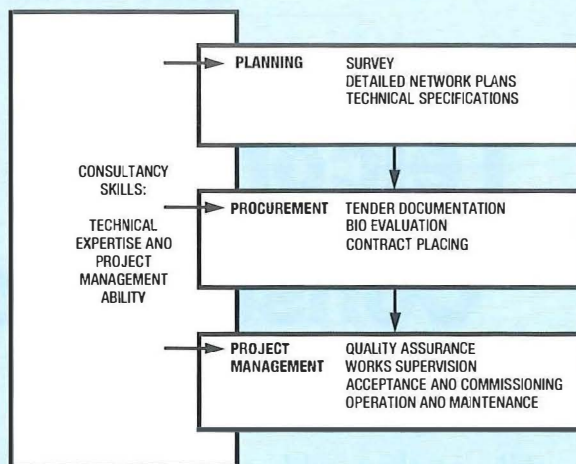 CONSULTANCY
SKILLS:
TECHNICAL
EXPERTISE AND
PROJECT
MANAGEMENT
ABILITY
PLANNING
SURVEY
DETAILED NETWORK PLANS
TECHNICAL SPECIFICATIONS
PROCUREMENT
TENDER DOCUMENTATION
BIO EVALUATION
CONTRACT PLACING
PROJECT
MANAGEMENT
QUALITY ASSURANCE
WORKS SUPERVISION
ACCEPTANCE AND COMMISSIONING
OPERATION AND MAINTENANCE